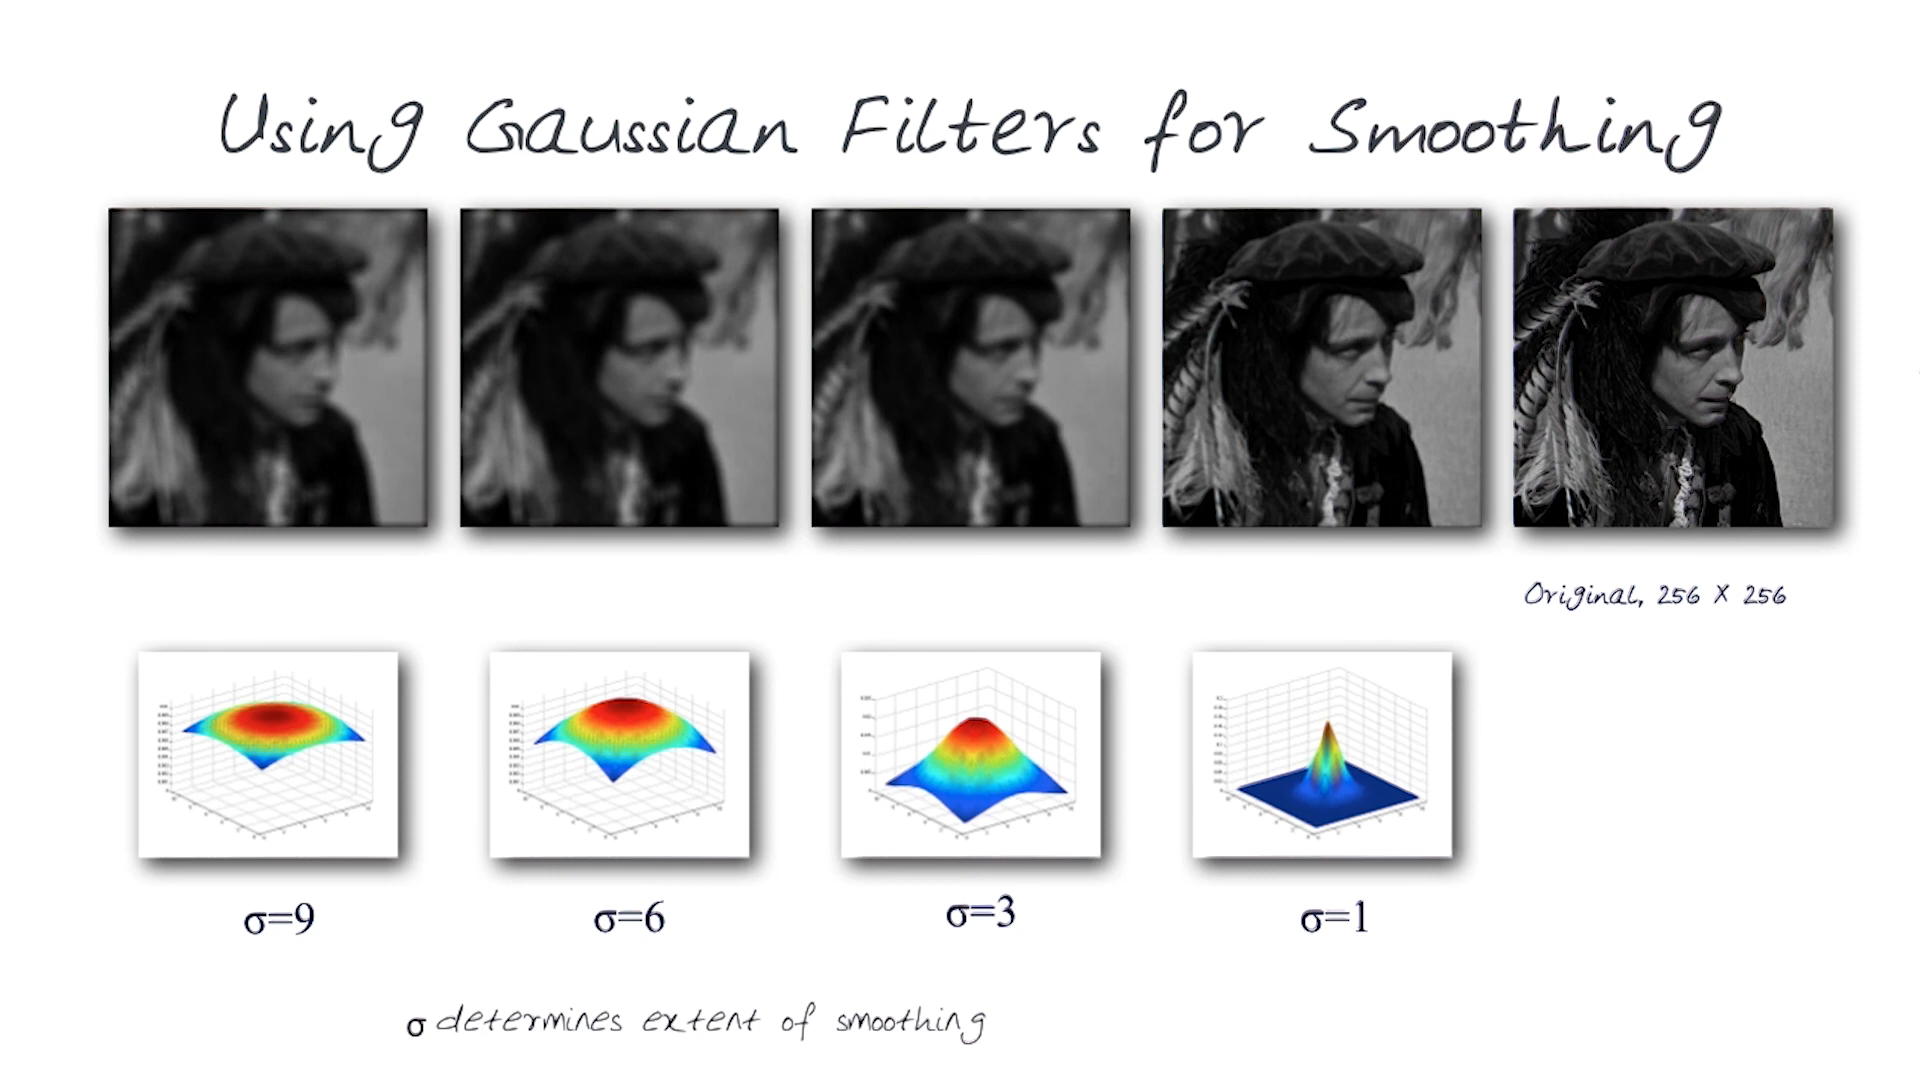 Using Gaussian Filters for Smoothing
Original, 256 X 256
σ=9
σ=6
σ=3
σ=1
σ determines extent of smoothing